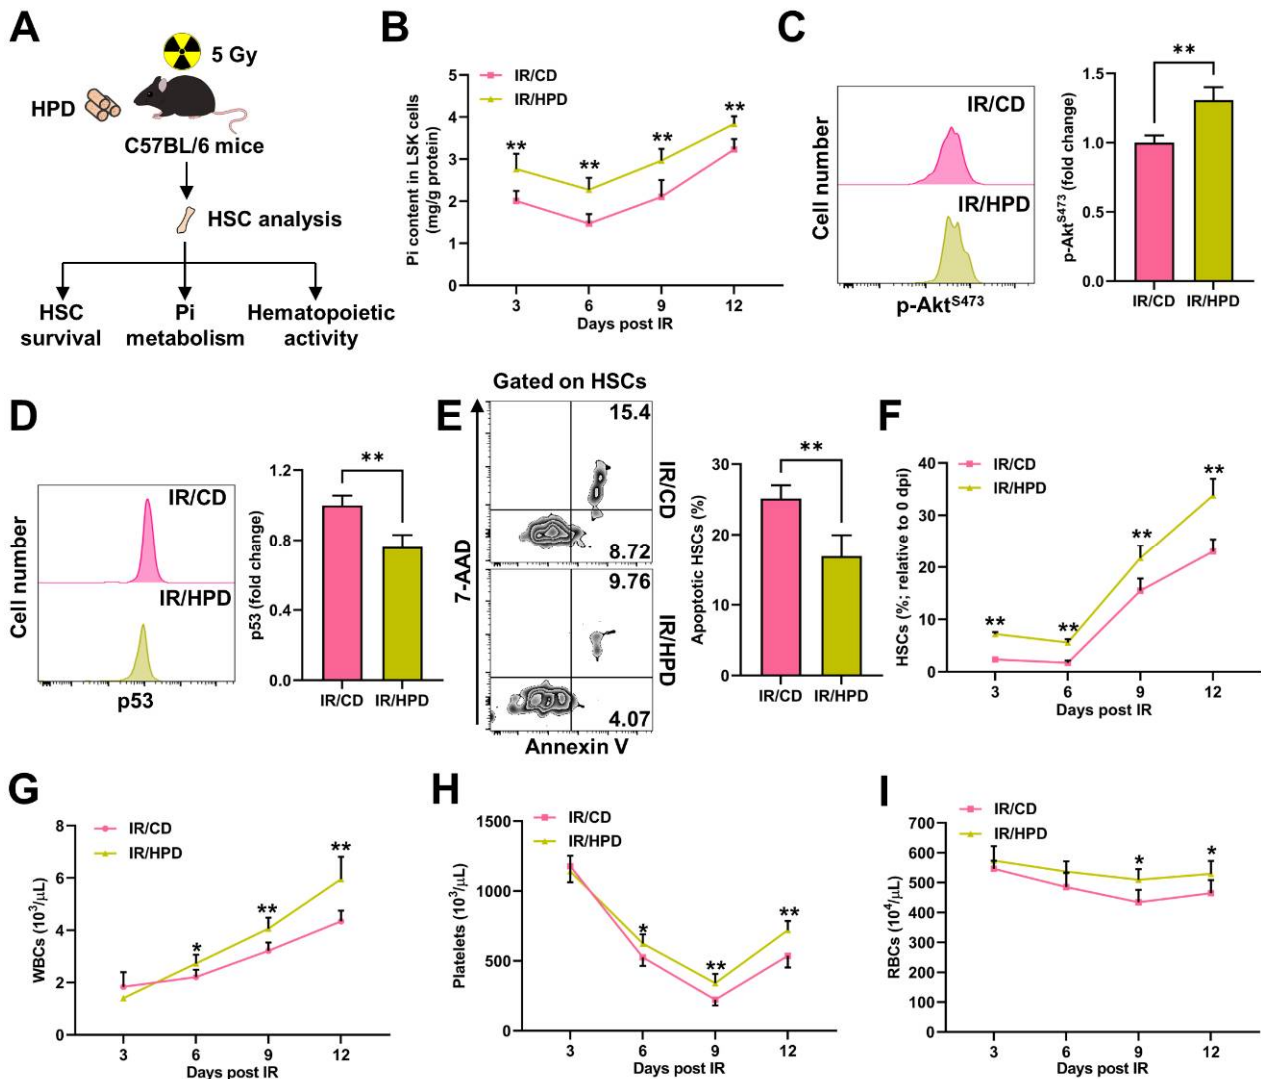 A
5 Gy
HPD
C57BL/6 mice
HSC analysis
HSC survival
Pi metabolism
Hematopoietic activity
B
IR/CD
IR/HPD
Pi content in LSK cells
(mg/g protein)
5
4
3
2
1
0
**
**
**
**
3
6
9
12
Days post IR
C
IR/CD
IR/HPD
Cell number
p-Akt^S473
**
p-Akt^S473 (fold change)
1.5
1.0
0.5
0.0
IR/CD
IR/HPD
D
IR/CD
IR/HPD
Cell number
p53
**
p53 (fold change)
1.2
0.8
0.4
0.0
IR/CD
IR/HPD
E
Gated on HSCs
15.4
8.72
IR/CD
9.76
4.07
IR/HPD
7-AAD
Annexin V
**
Apoptotic HSCs (%)
30
20
10
0
IR/CD
IR/HPD
F
IR/CD
IR/HPD
HSCs (%; relative to 0 dpi)
40
30
20
10
0
**
**
**
**
3
6
9
12
Days post IR
G
IR/CD
IR/HPD
WBCs (10³/μL)
8
6
4
2
0
*
**
**
3
6
9
12
Days post IR
H
IR/CD
IR/HPD
Platelets (10³/μL)
1500
1000
500
0
*
**
**
3
6
9
12
Days post IR
I
IR/CD
IR/HPD
RBCs (10⁴/μL)
700
600
500
400
300
200
100
0
*
*
3
6
9
12
Days post IR